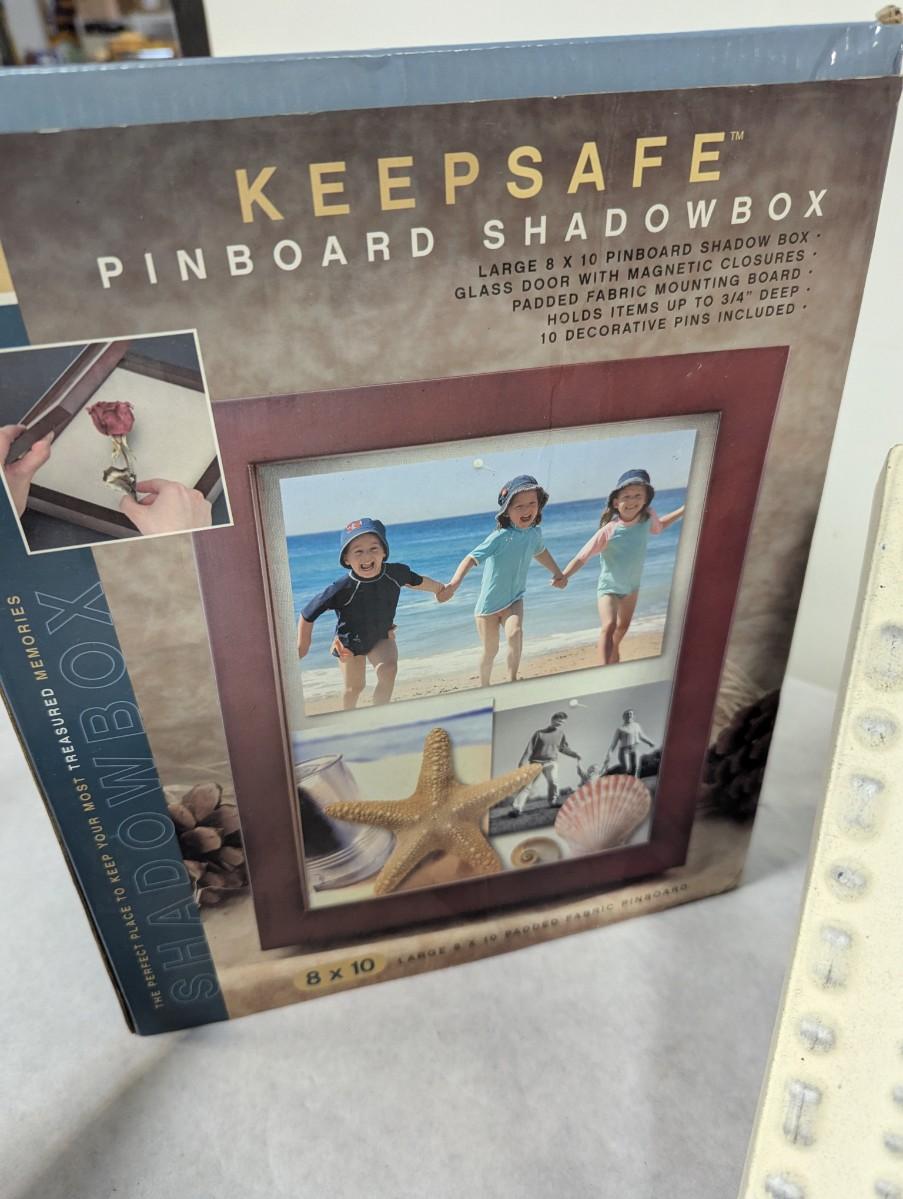 KEEPSAFE™
PINBOARD SHADOWBOX
LARGE 8 X 10 PINBOARD SHADOW BOX •
GLASS DOOR WITH MAGNETIC CLOSURES •
PADDED FABRIC MOUNTING BOARD •
HOLDS ITEMS UP TO 3/4" DEEP •
10 DECORATIVE PINS INCLUDED •
THE PERFECT PLACE TO KEEP YOUR MOST TREASURED MEMORIES
SHADOWBOX
8 x 10 LARGE 8 X 10 PADDED FABRIC PINBOARD